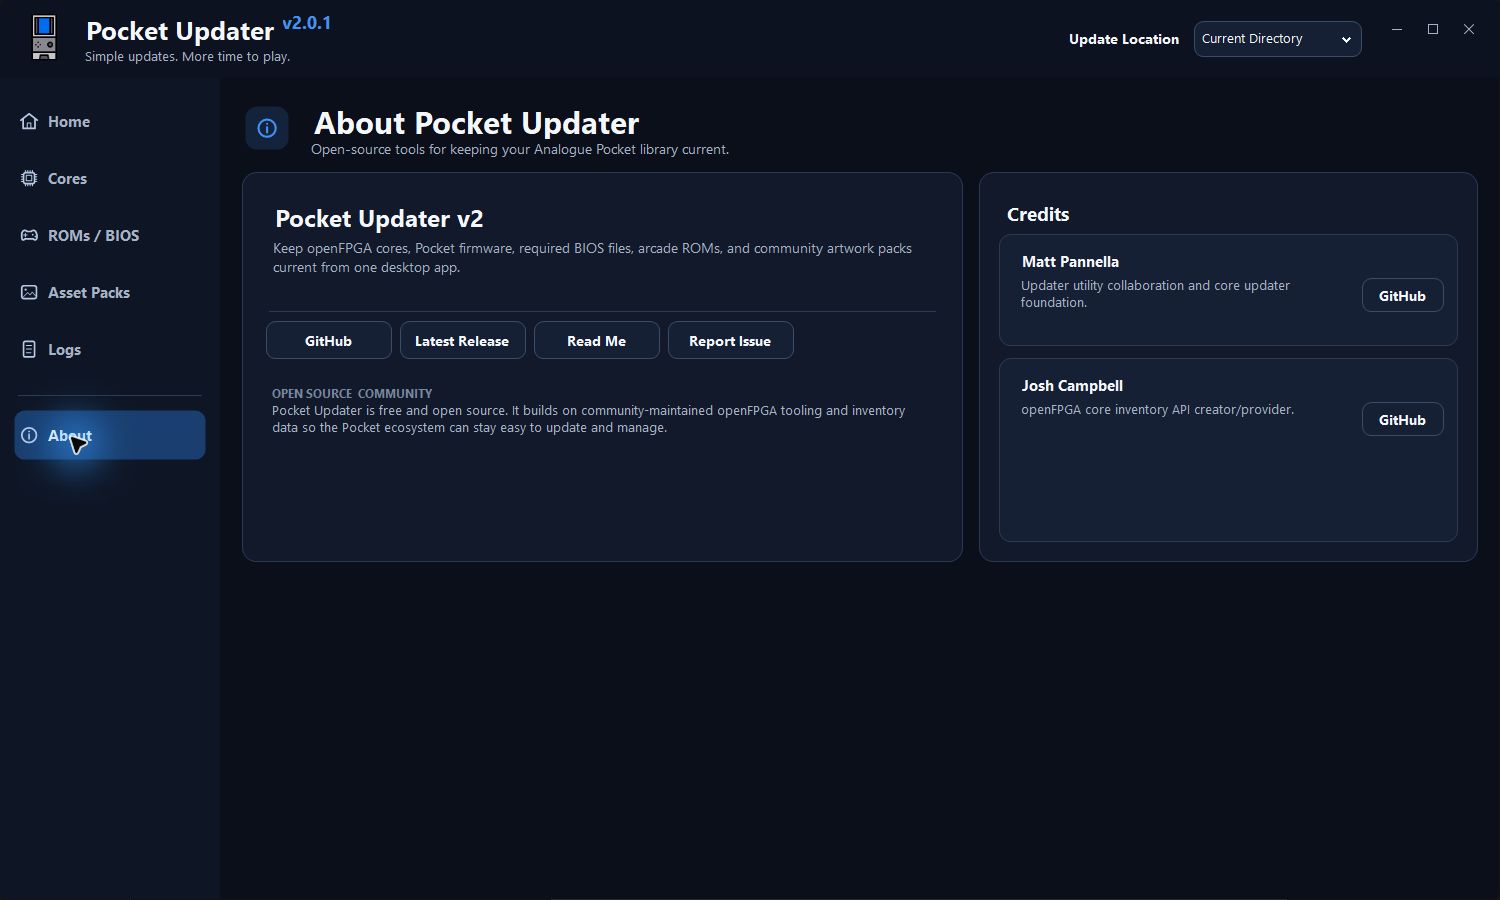 Pocket Updater v2.0.1
Simple updates. More time to play.
Update Location
Current Directory
Home
Cores
ROMs / BIOS
Asset Packs
Logs
About
About Pocket Updater
Open-source tools for keeping your Analogue Pocket library current.
Pocket Updater v2
Keep openFPGA cores, Pocket firmware, required BIOS files, arcade ROMs, and community artwork packs
current from one desktop app.
GitHub
Latest Release
Read Me
Report Issue
OPEN SOURCE COMMUNITY
Pocket Updater is free and open source. It builds on community-maintained openFPGA tooling and inventory
data so the Pocket ecosystem can stay easy to update and manage.
Credits
Matt Pannella
Updater utility collaboration and core updater
foundation.
GitHub
Josh Campbell
openFPGA core inventory API creator/provider.
GitHub